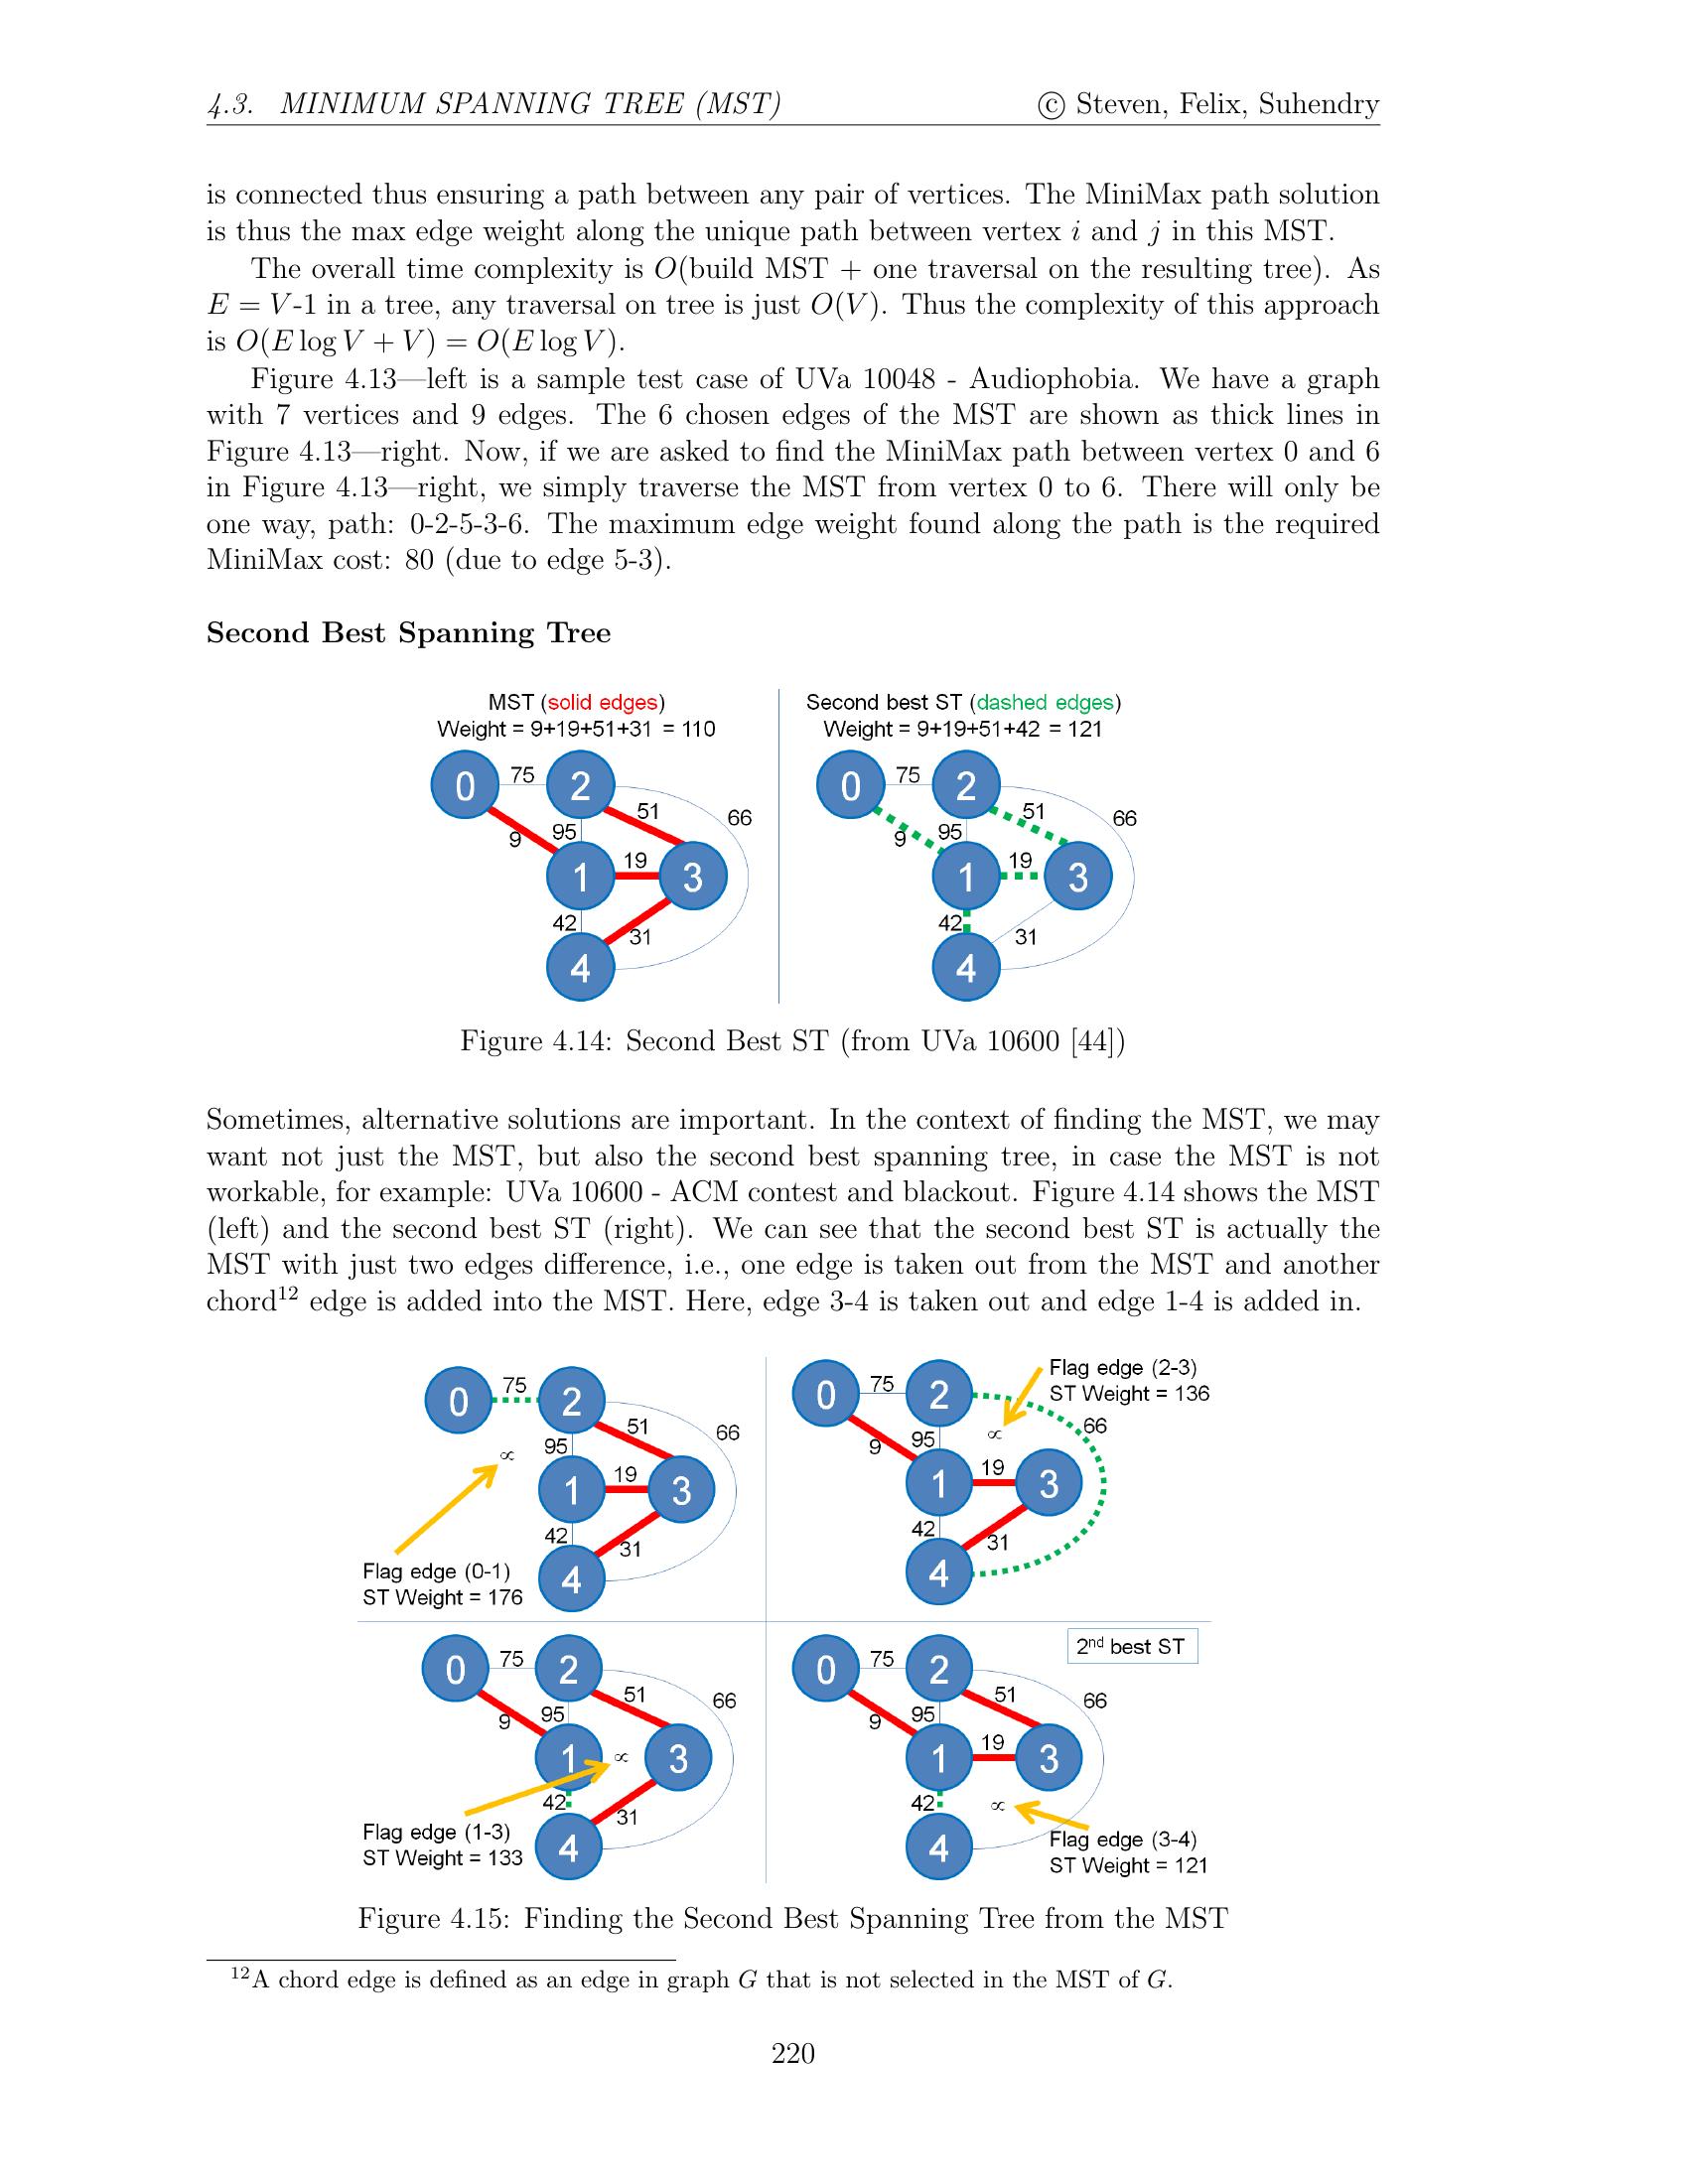 4.3. MINIMUM SPANNING TREE (MST) © Steven, Felix, Suhendry
is connected thus ensuring a path between any pair of vertices. The MiniMax path solution
is thus the max edge weight along the unique path between vertex i and j in this MST.
The overall time complexity is O(build MST + one traversal on the resulting tree). As
E = V-1 in a tree, any traversal on tree is just O(V). Thus the complexity of this approach
is O(E log V + V) = O(E log V).
Figure 4.13—left is a sample test case of UVa 10048 - Audiophobia. We have a graph
with 7 vertices and 9 edges. The 6 chosen edges of the MST are shown as thick lines in
Figure 4.13—right. Now, if we are asked to find the MiniMax path between vertex 0 and 6
in Figure 4.13—right, we simply traverse the MST from vertex 0 to 6. There will only be
one way, path: 0-2-5-3-6. The maximum edge weight found along the path is the required
MiniMax cost: 80 (due to edge 5-3).
Second Best Spanning Tree
MST (solid edges)
Weight = 9+19+51+31 = 110
0 75 2
51 66
9 95
1 19 3
42 31
4
Second best ST (dashed edges)
Weight = 9+19+51+42 = 121
0 75 2
51 66
9 95
1 19 3
42 31
4
Figure 4.14: Second Best ST (from UVa 10600 [44])
Sometimes, alternative solutions are important. In the context of finding the MST, we may
want not just the MST, but also the second best spanning tree, in case the MST is not
workable, for example: UVa 10600 - ACM contest and blackout. Figure 4.14 shows the MST
(left) and the second best ST (right). We can see that the second best ST is actually the
MST with just two edges difference, i.e., one edge is taken out from the MST and another
chord12 edge is added into the MST. Here, edge 3-4 is taken out and edge 1-4 is added in.
0 75 2
51 66
∝ 95
1 19 3
42 31
4
Flag edge (0-1)
ST Weight = 176
Flag edge (2-3)
ST Weight = 136
0 75 2
66
9 95 ∝
1 19 3
42 31
4
0 75 2
51 66
9 95
1 ∝ 3
42 31
4
Flag edge (1-3)
ST Weight = 133
2nd best ST
0 75 2
51 66
9 95
1 19 3
42 ∝
4
Flag edge (3-4)
ST Weight = 121
Figure 4.15: Finding the Second Best Spanning Tree from the MST
12A chord edge is defined as an edge in graph G that is not selected in the MST of G.
220